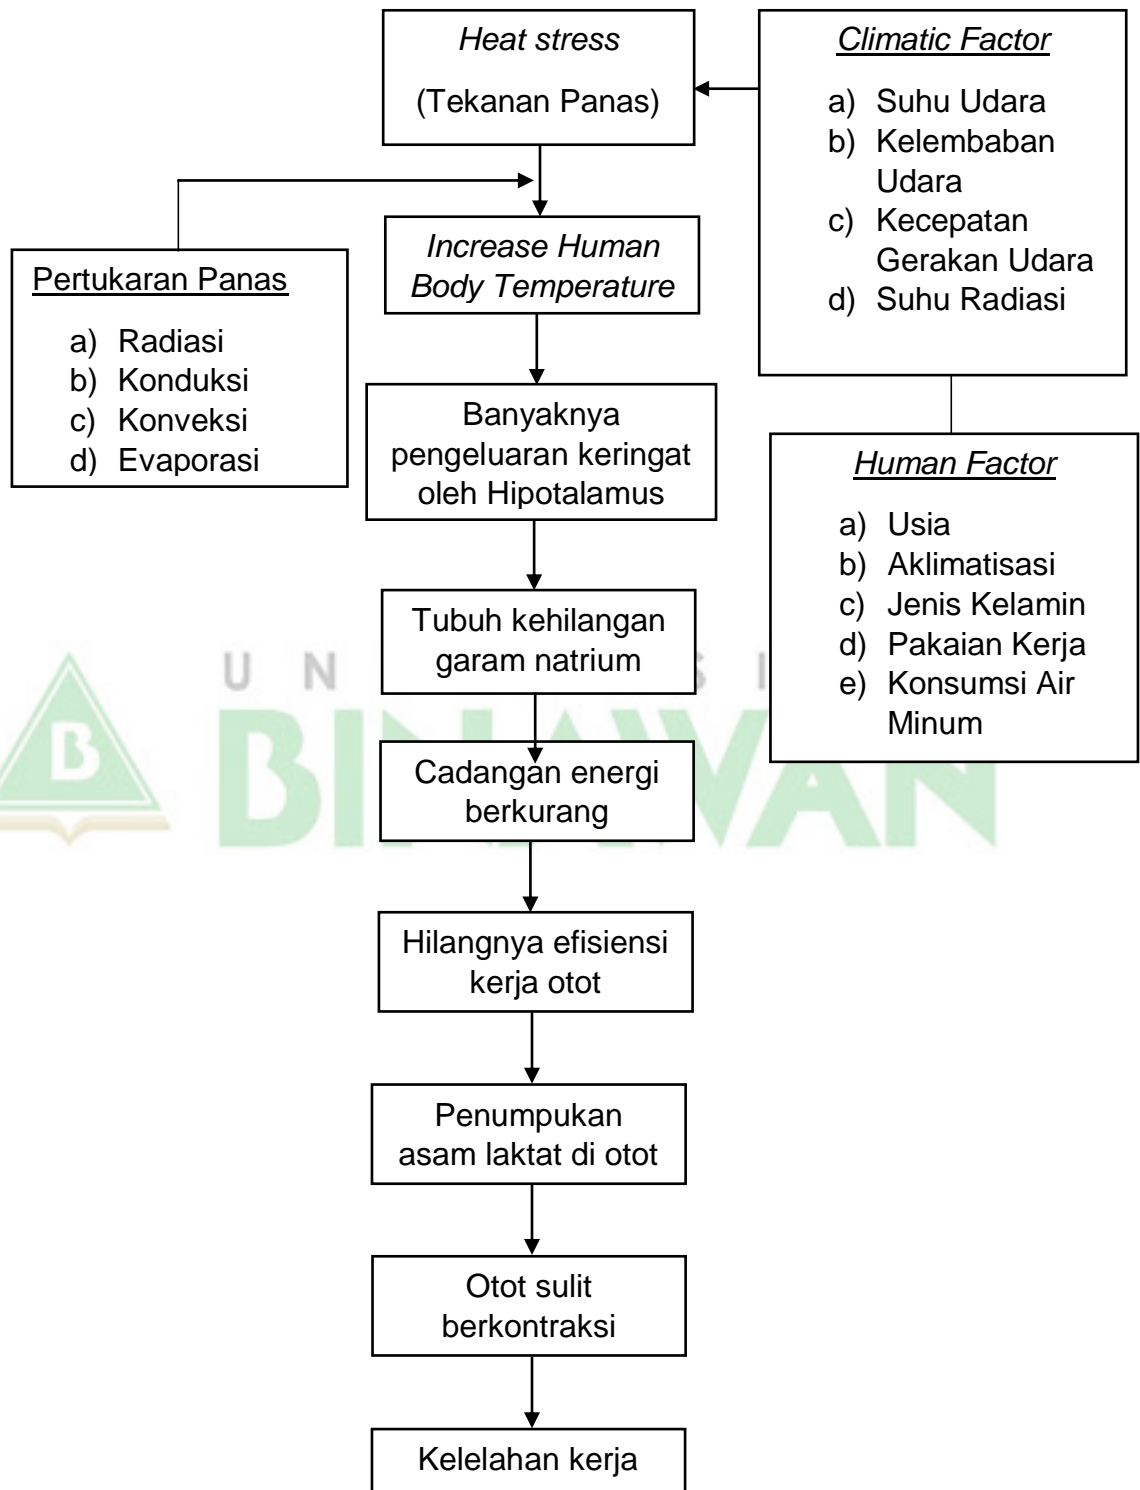 Heat stress
(Tekanan Panas)
Climatic Factor
a) Suhu Udara
b) Kelembaban
Udara
c) Kecepatan
Gerakan Udara
d) Suhu Radiasi
Increase Human
Body Temperature
Pertukaran Panas
a) Radiasi
b) Konduksi
c) Konveksi
d) Evaporasi
Banyaknya
pengeluaran keringat
oleh Hipotalamus
Human Factor
a) Usia
b) Aklimatisasi
c) Jenis Kelamin
d) Pakaian Kerja
e) Konsumsi Air
Minum
Tubuh kehilangan
garam natrium
Cadangan energi
berkurang
Hilangnya efisiensi
kerja otot
Penumpukan
asam laktat di otot
Otot sulit
berkontraksi
Kelelahan kerja
B
BINAWAN